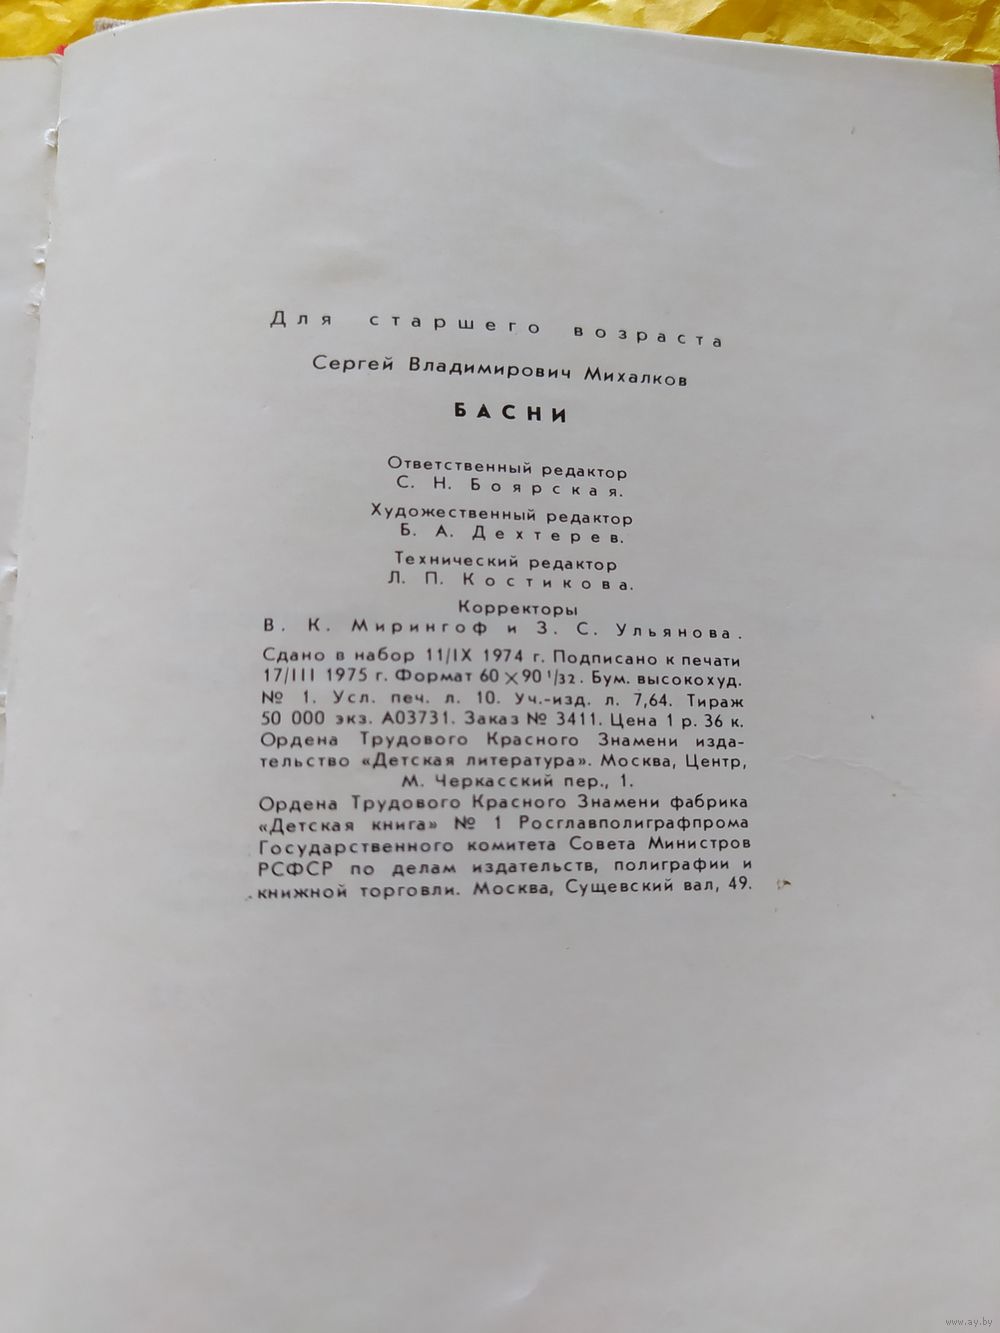 Для старшего возраста
Сергей Владимирович Михалков
БАСНИ
Ответственный редактор
С. Н. Боярская.
Художественный редактор
Б. А. Дехтерев.
Технический редактор
Л. П. Костикова.
Корректоры
В. К. Мирингоф и З. С. Ульянова.
Сдано в набор 11/IX 1974 г. Подписано к печати
17/III 1975 г. Формат 60×90 1/32. Бум. высокохуд.
№ 1. Усл. печ. л. 10. Уч.-изд. л. 7,64. Тираж
50 000 экз. А03731. Заказ № 3411. Цена 1 р. 36 к.
Ордена Трудового Красного Знамени изда-
тельство «Детская литература». Москва, Центр,
М. Черкасский пер., 1.
Ордена Трудового Красного Знамени фабрика
«Детская книга» № 1 Росглавполиграфпрома
Государственного комитета Совета Министров
РСФСР по делам издательств, полиграфии и
книжной торговли. Москва, Сущевский вал, 49.
www.ay.by